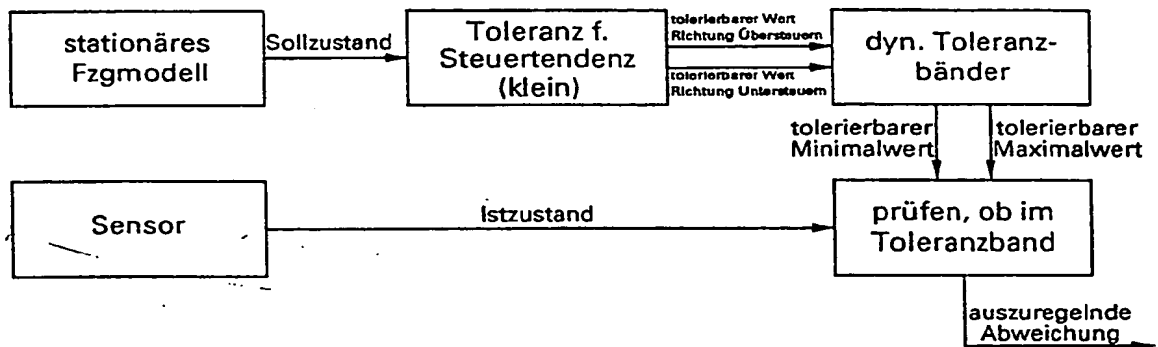 stationäres
Fzgmodell
Sollzustand
Toleranz f.
Steuertendenz
(klein)
tolerierbarer Wert
Richtung Übersteuern
tolerierbarer Wert
Richtung Untersteuern
dyn. Toleranz-
bänder
tolerierbarer
Minimalwert
tolerierbarer
Maximalwert
Sensor
Istzustand
prüfen, ob im
Toleranzband
auszuregelnde
Abweichung